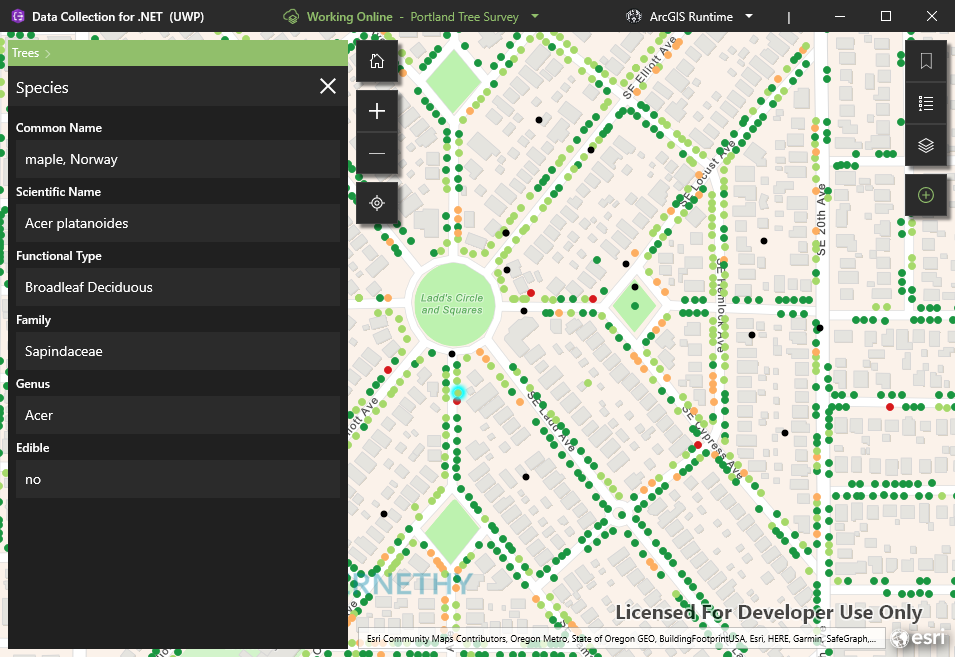 Data Collection for .NET (UWP)
Working Online - Portland Tree Survey
ArcGIS Runtime
Trees
Species
Common Name
maple, Norway
Scientific Name
Acer platanoides
Functional Type
Broadleaf Deciduous
Family
Sapindaceae
Genus
Acer
Edible
no
SE Elliott Ave
SE Locust Ave
SE 20th Ave
SE Hemlock Ave
Ladd's Circle
and Squares
SE Ladd Ave
SE Cypress Ave
Licensed For Developer Use Only
Esri Community Maps Contributors, Oregon Metro, State of Oregon GEO, BuildingFootprintUSA, Esri, HERE, Garmin, SafeGraph,...
esri